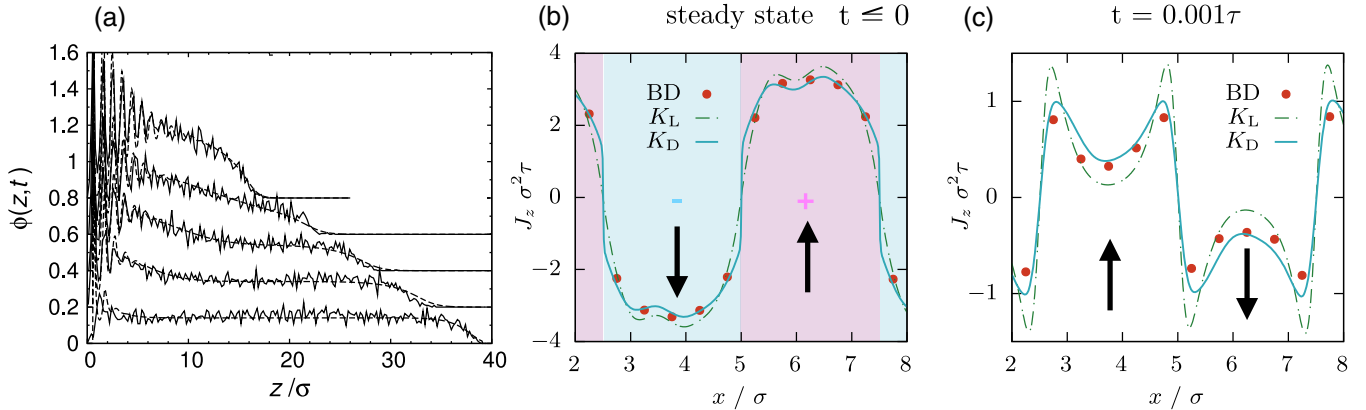 (a)
1.6
1.4
1.2
1
0.8
0.6
0.4
0.2
0
ϕ(z,t)
0 10 20 30 40
z/σ
(b) steady state t ≦ 0
4
2
0
−2
−4
J_z σ²τ
BD
K_L
K_D
-
+
2 3 4 5 6 7 8
x / σ
(c) t = 0.001τ
1
0
−1
J_z σ²τ
BD
K_L
K_D
2 3 4 5 6 7 8
x / σ